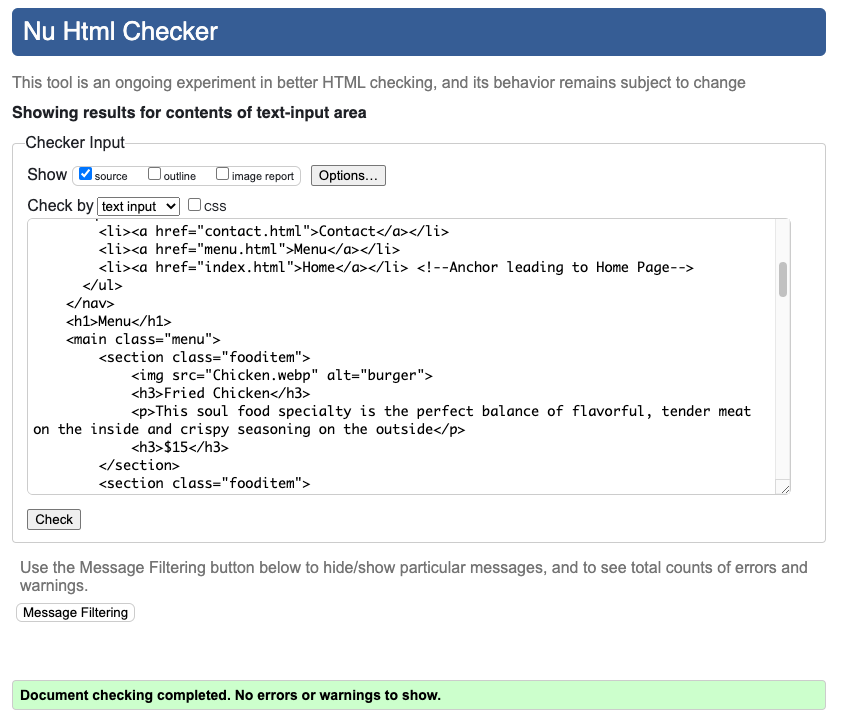 Nu Html Checker
This tool is an ongoing experiment in better HTML checking, and its behavior remains subject to change
Showing results for contents of text-input area
Checker Input
Show source outline image report Options...
Check by text input css
<li><a href="contact.html">Contact</a></li>
<li><a href="menu.html">Menu</a></li>
<li><a href="index.html">Home</a></li> <!--Anchor leading to Home Page-->
</ul>
</nav>
<h1>Menu</h1>
<main class="menu">
<section class="fooditem">
<img src="Chicken.webp" alt="burger">
<h3>Fried Chicken</h3>
<p>This soul food specialty is the perfect balance of flavorful, tender meat
on the inside and crispy seasoning on the outside</p>
<h3>$15</h3>
</section>
<section class="fooditem">
Check
Use the Message Filtering button below to hide/show particular messages, and to see total counts of errors and
warnings.
Message Filtering
Document checking completed. No errors or warnings to show.